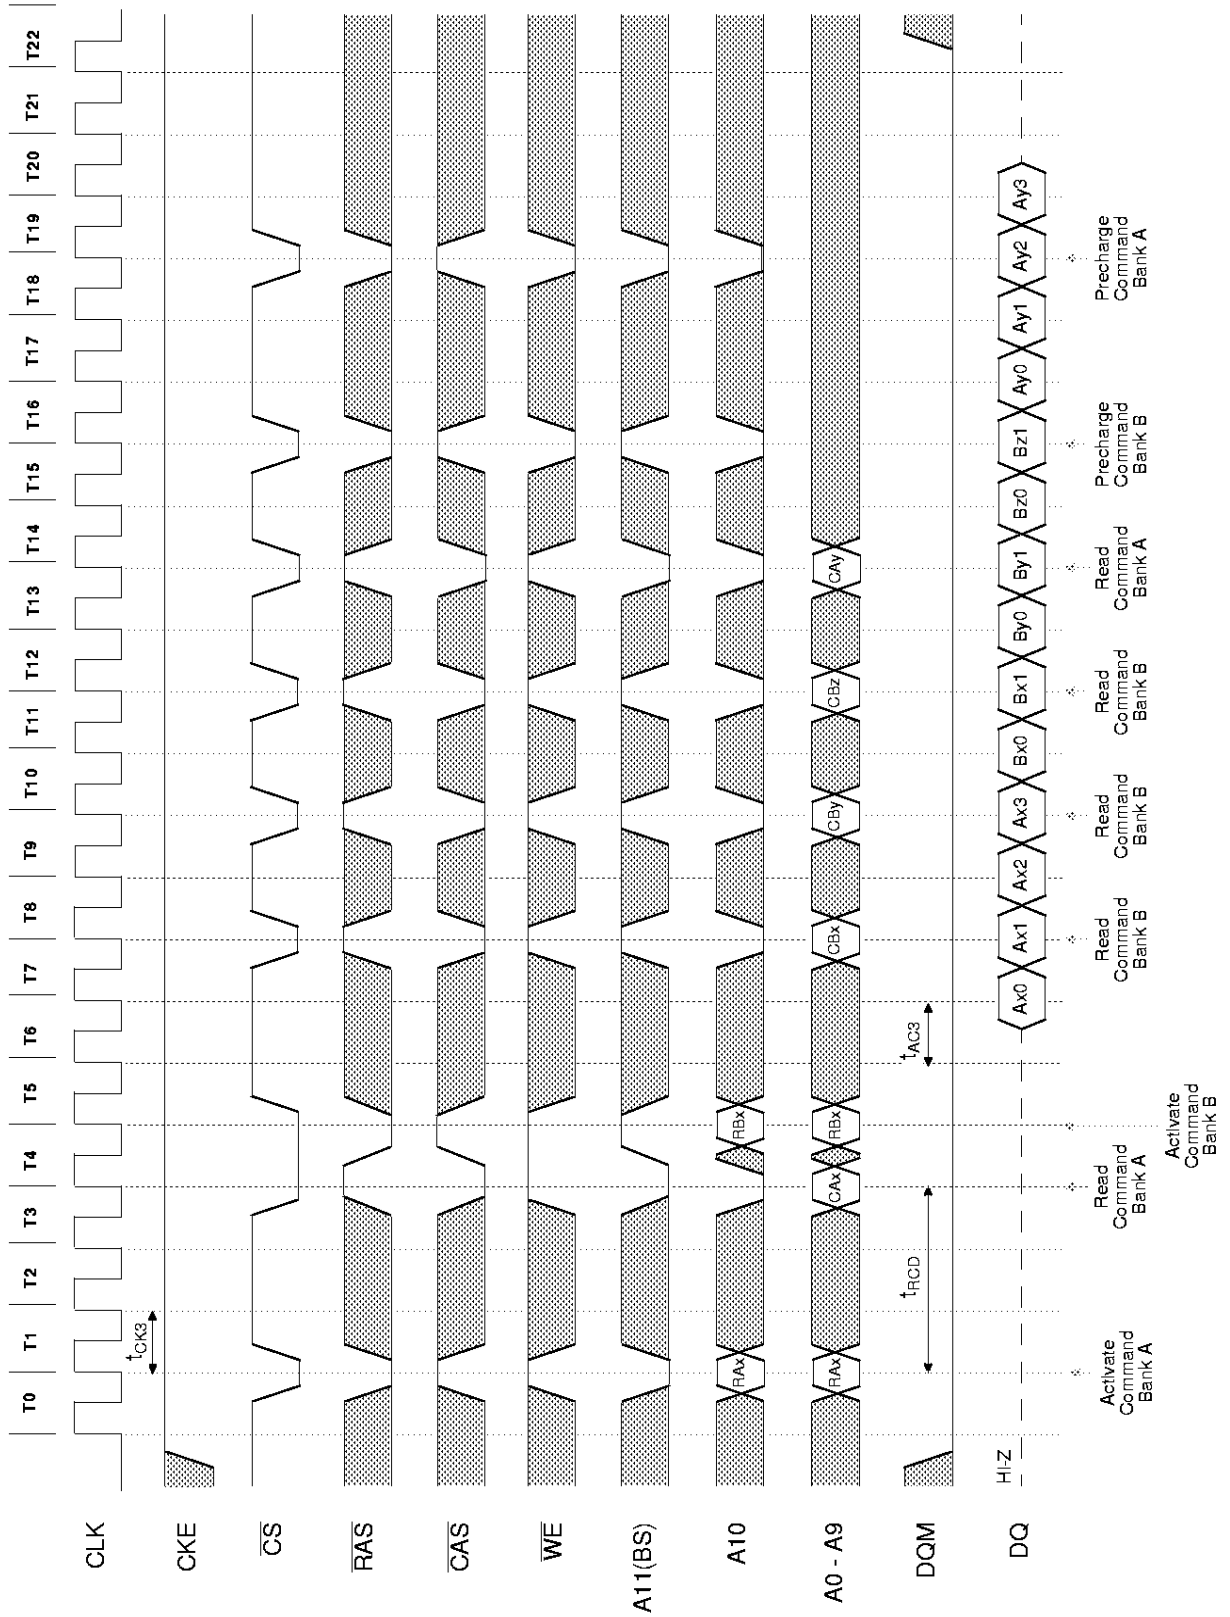 T0 T1 T2 T3 T4 T5 T6 T7 T8 T9 T10 T11 T12 T13 T14 T15 T16 T17 T18 T19 T20 T21 T22
CLK
tCK3
CKE
CS
RAS
CAS
WE
A11(BS)
A10
RAx RBx
A0 - A9
RAx CAx RBx CBx CBy CBz CAy
DQM
tRCD tAC3
DQ
HI-Z
Ax0 Ax1 Ax2 Ax3 Bx0 Bx1 By0 By1 Bz0 Bz1 Ay0 Ay1 Ay2 Ay3
Activate
Command
Bank A
Read
Command
Bank A
Activate
Command
Bank B
Read
Command
Bank B
Read
Command
Bank B
Read
Command
Bank B
Read
Command
Bank A
Precharge
Command
Bank B
Precharge
Command
Bank A